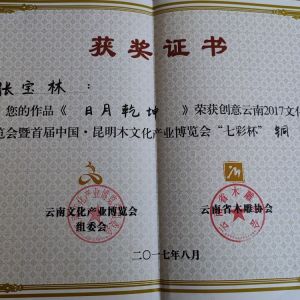 获奖证书
张宝林：
您的作品《日月乾坤》荣获创意云南2017文化
览会暨首届中国·昆明木文化产业博览会“七彩杯”铜
云南文化产业博览会
组委会
云南省木雕协会
二〇一七年八月